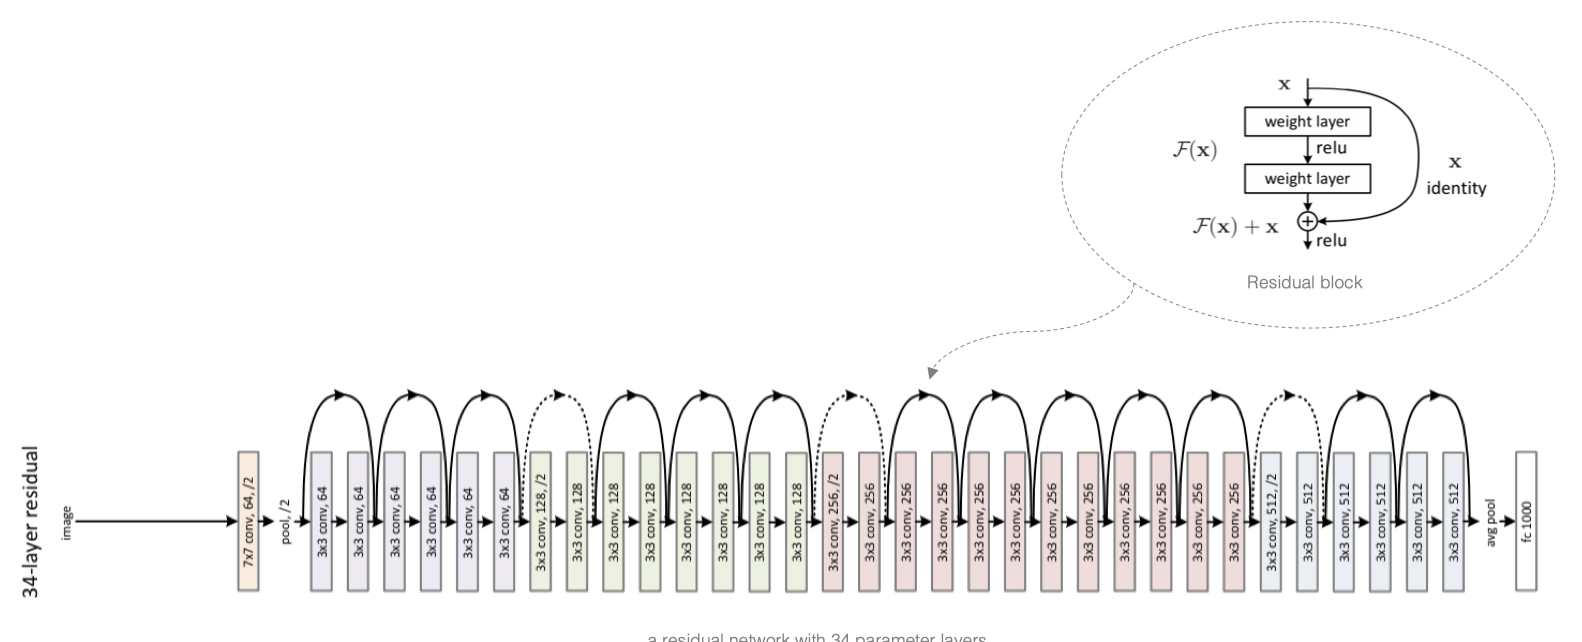 x
weight layer
F(x)
relu
x
weight layer
identity
F(x) + x
relu
Residual block
34-layer residual
image
7x7 conv, 64, /2
pool, /2
3x3 conv, 64
3x3 conv, 64
3x3 conv, 64
3x3 conv, 64
3x3 conv, 64
3x3 conv, 64
3x3 conv, 128, /2
3x3 conv, 128
3x3 conv, 128
3x3 conv, 128
3x3 conv, 128
3x3 conv, 128
3x3 conv, 128
3x3 conv, 128
3x3 conv, 256, /2
3x3 conv, 256
3x3 conv, 256
3x3 conv, 256
3x3 conv, 256
3x3 conv, 256
3x3 conv, 256
3x3 conv, 256
3x3 conv, 256
3x3 conv, 256
3x3 conv, 256
3x3 conv, 256
3x3 conv, 512, /2
3x3 conv, 512
3x3 conv, 512
3x3 conv, 512
3x3 conv, 512
3x3 conv, 512
avg pool
fc 1000
a residual network with 34 parameter layers